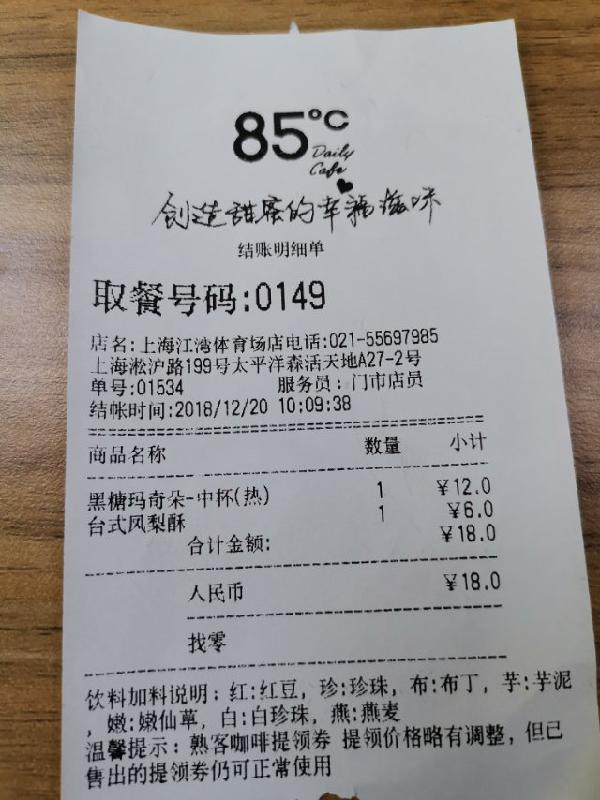 85°C
Daily
Cafe
创造甜蜜的幸福滋味
结账明细单
取餐号码:0149
店名:上海江湾体育场店电话:021-55697985
上海淞沪路199号太平洋森活天地A27-2号
单号:01534 服务员：门市店员
结帐时间:2018/12/20 10:09:38
商品名称 数量 小计
黑糖玛奇朵-中杯(热) 1 ¥12.0
台式凤梨酥 1 ¥6.0
合计金额: ¥18.0
人民币 ¥18.0
找零
饮料加料说明：红:红豆，珍:珍珠，布:布丁，芋:芋泥
，嫩:嫩仙草，白:白珍珠，燕:燕麦
温馨提示：熟客咖啡提领券 提领价格略有调整，但已
售出的提领券仍可正常使用